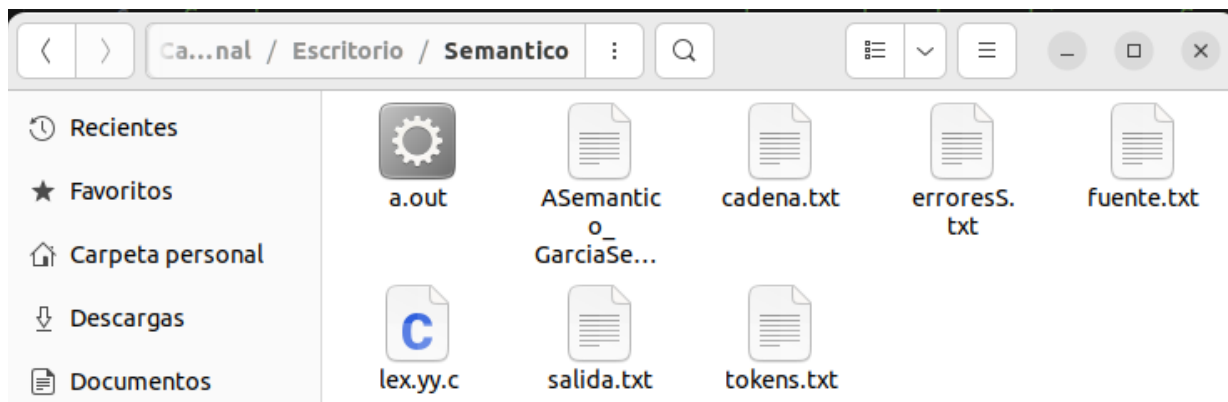 Ca...nal / Escritorio / Semantico
Recientes
Favoritos
Carpeta personal
Descargas
Documentos
a.out
ASemantic
o_
GarciaSe...
cadena.txt
erroresS.
txt
fuente.txt
lex.yy.c
salida.txt
tokens.txt